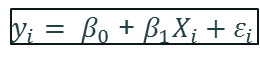 yᵢ = β₀ + β₁Xᵢ + εᵢ